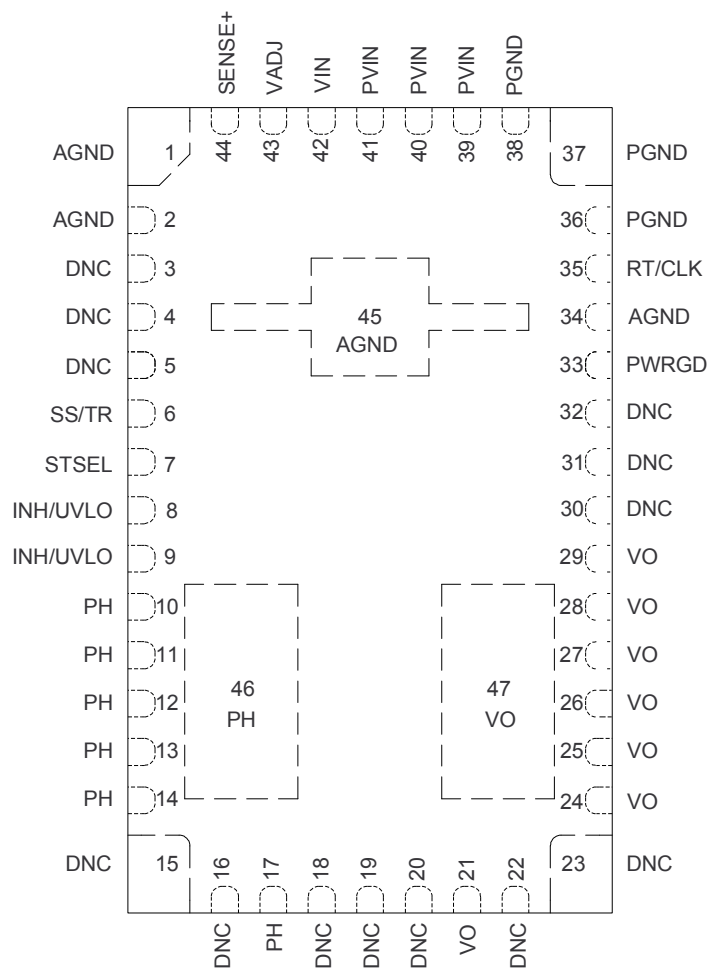 SENSE+ VADJ VIN PVIN PVIN PVIN PGND
44 43 42 41 40 39 38
AGND 1 37 PGND
AGND 2 36 PGND
DNC 3 35 RT/CLK
DNC 4 34 AGND
45
AGND
DNC 5 33 PWRGD
SS/TR 6 32 DNC
STSEL 7 31 DNC
INH/UVLO 8 30 DNC
INH/UVLO 9 29 VO
PH 10 28 VO
PH 11 27 VO
PH 12 26 VO
46
PH
47
VO
PH 13 25 VO
PH 14 24 VO
DNC 15 23 DNC
16 17 18 19 20 21 22
DNC PH DNC DNC DNC VO DNC